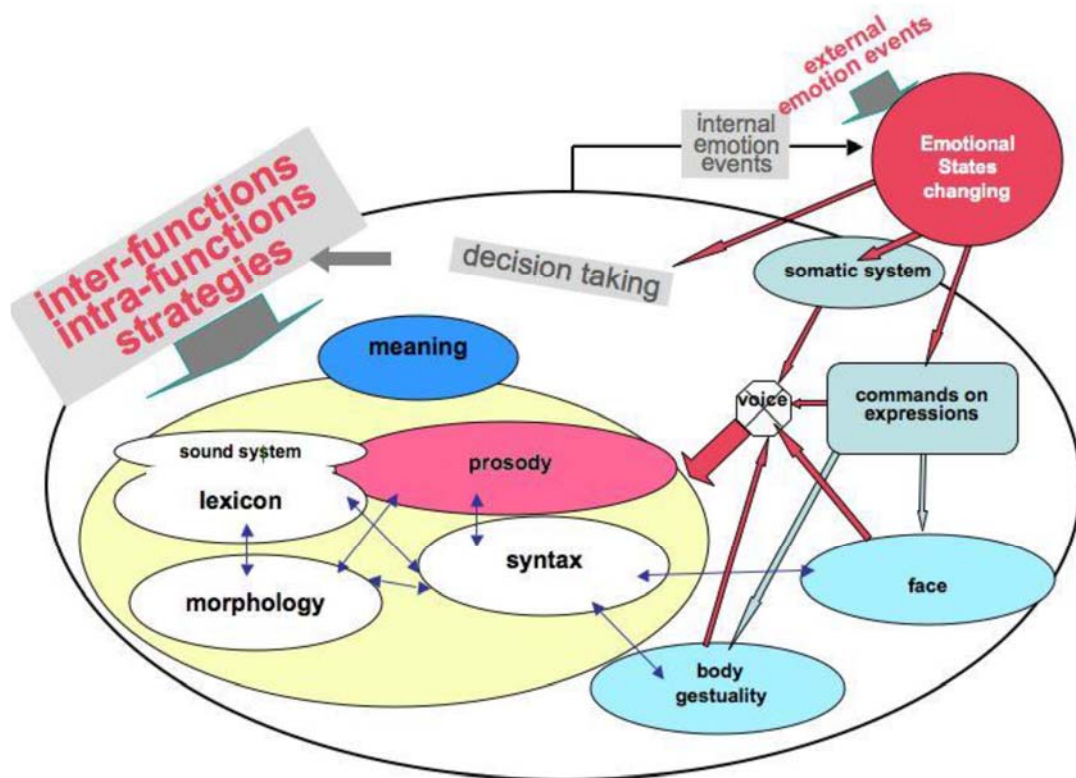 external
emotion events
internal
emotion
events
Emotional
States
changing
inter-functions
intra-functions
strategies
decision taking
somatic system
meaning
voice
commands on
expressions
sound system
prosody
lexicon
syntax
morphology
face
body
gestuality